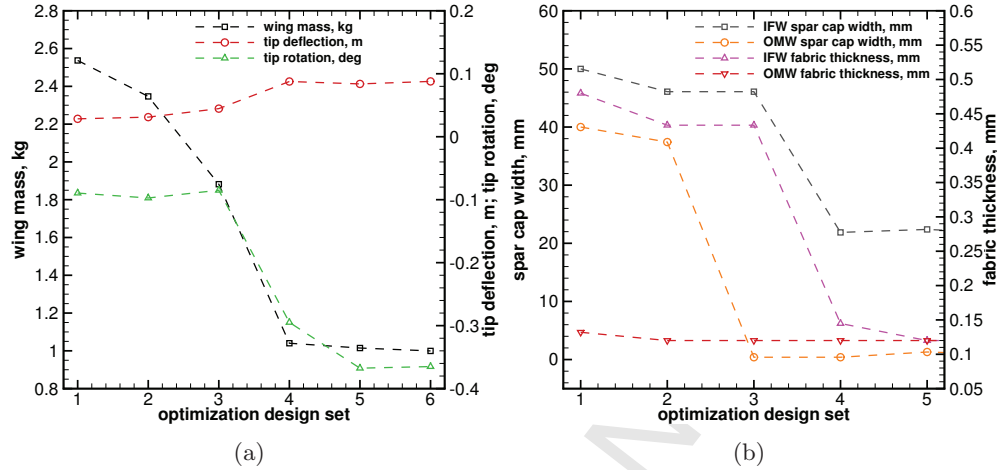 wing mass, kg
tip deflection, m
tip rotation, deg
2.8
2.6
2.4
2.2
2
1.8
1.6
1.4
1.2
1
0.8
wing mass, kg
0.2
0.1
0
-0.1
-0.2
-0.3
-0.4
tip deflection, m; tip rotation, deg
1 2 3 4 5 6
optimization design set
(a)
IFW spar cap width, mm
OMW spar cap width, mm
IFW fabric thickness, mm
OMW fabric thickness, mm
60
50
40
30
20
10
0
spar cap width, mm
0.6
0.55
0.5
0.45
0.4
0.35
0.3
0.25
0.2
0.15
0.1
0.05
fabric thickness, mm
1 2 3 4 5
optimization design set
(b)